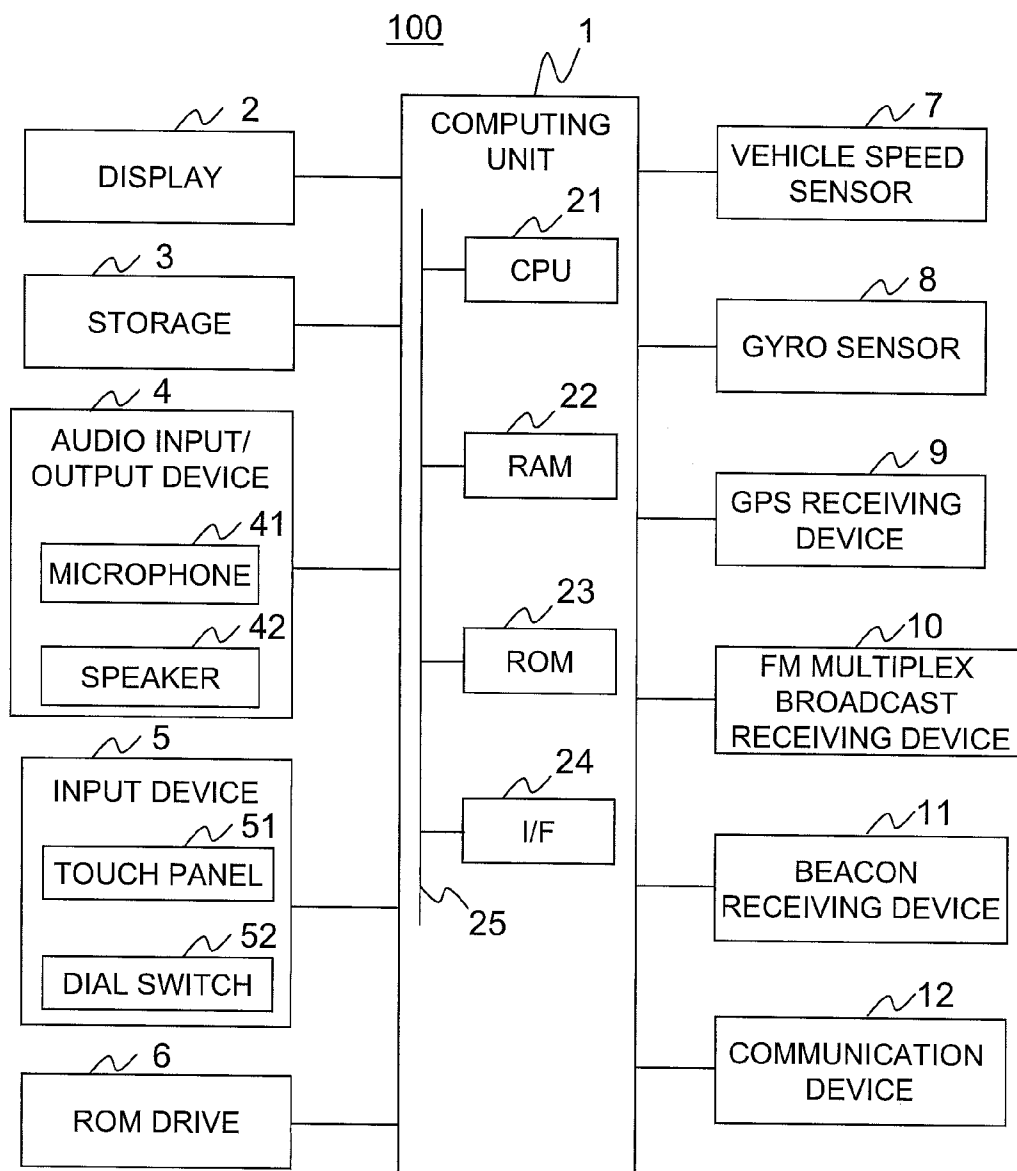 100
1
COMPUTING
UNIT
2
DISPLAY
3
STORAGE
4
AUDIO INPUT/
OUTPUT DEVICE
41
MICROPHONE
42
SPEAKER
5
INPUT DEVICE
51
TOUCH PANEL
52
DIAL SWITCH
6
ROM DRIVE
21
CPU
22
RAM
23
ROM
24
I/F
25
7
VEHICLE SPEED
SENSOR
8
GYRO SENSOR
9
GPS RECEIVING
DEVICE
10
FM MULTIPLEX
BROADCAST
RECEIVING DEVICE
11
BEACON
RECEIVING DEVICE
12
COMMUNICATION
DEVICE